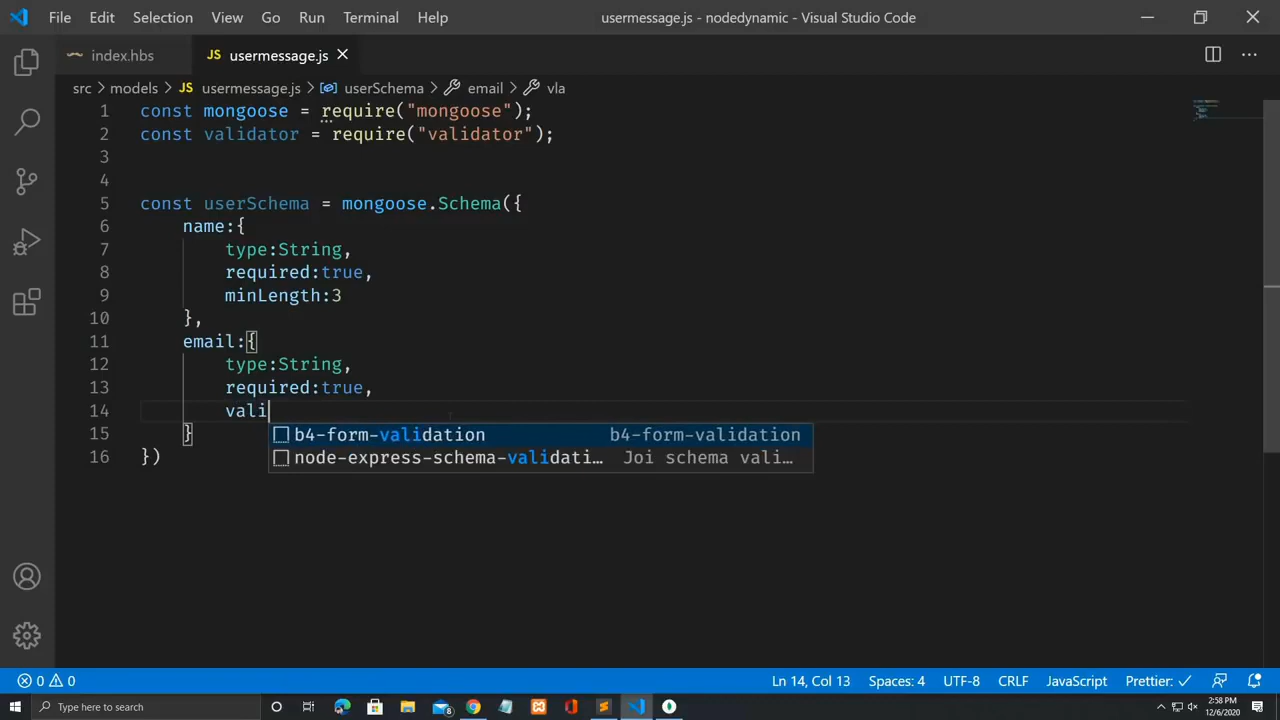 File Edit Selection View Go Run Terminal Help usermessage.js - nodedynamic - Visual Studio Code
index.hbs JS usermessage.js
src > models > JS usermessage.js > userSchema > email > vla
1 const mongoose = require("mongoose");
2 const validator = require("validator");
3
4
5 const userSchema = mongoose.Schema({
6 name:{
7 type:String,
8 required:true,
9 minLength:3
10 },
11 email:{
12 type:String,
13 required:true,
14 vali
b4-form-validation b4-form-validation
15 }
node-express-schema-validati… Joi schema vali…
16 })
0 0 Ln 14, Col 13 Spaces: 4 UTF-8 CRLF JavaScript Prettier: ✓
Type here to search 8 2:58 PM
12/6/2020